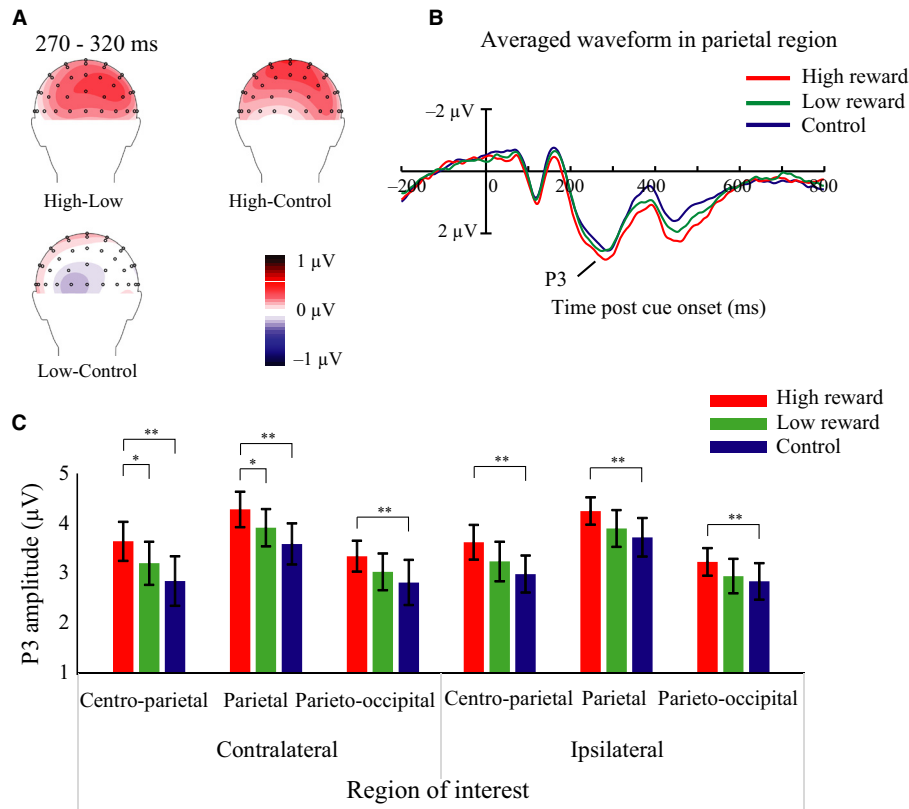 A
270 - 320 ms
High-Low
High-Control
Low-Control
1 µV
0 µV
–1 µV
B
Averaged waveform in parietal region
High reward
Low reward
Control
–2 µV
–200 0 200 400 600 800
2 µV
P3
Time post cue onset (ms)
C
High reward
Low reward
Control
** ** ** ** ** **
* *
P3 amplitude (µV)
5
4
3
2
1
Centro-parietal Parietal Parieto-occipital Centro-parietal Parietal Parieto-occipital
Contralateral Ipsilateral
Region of interest